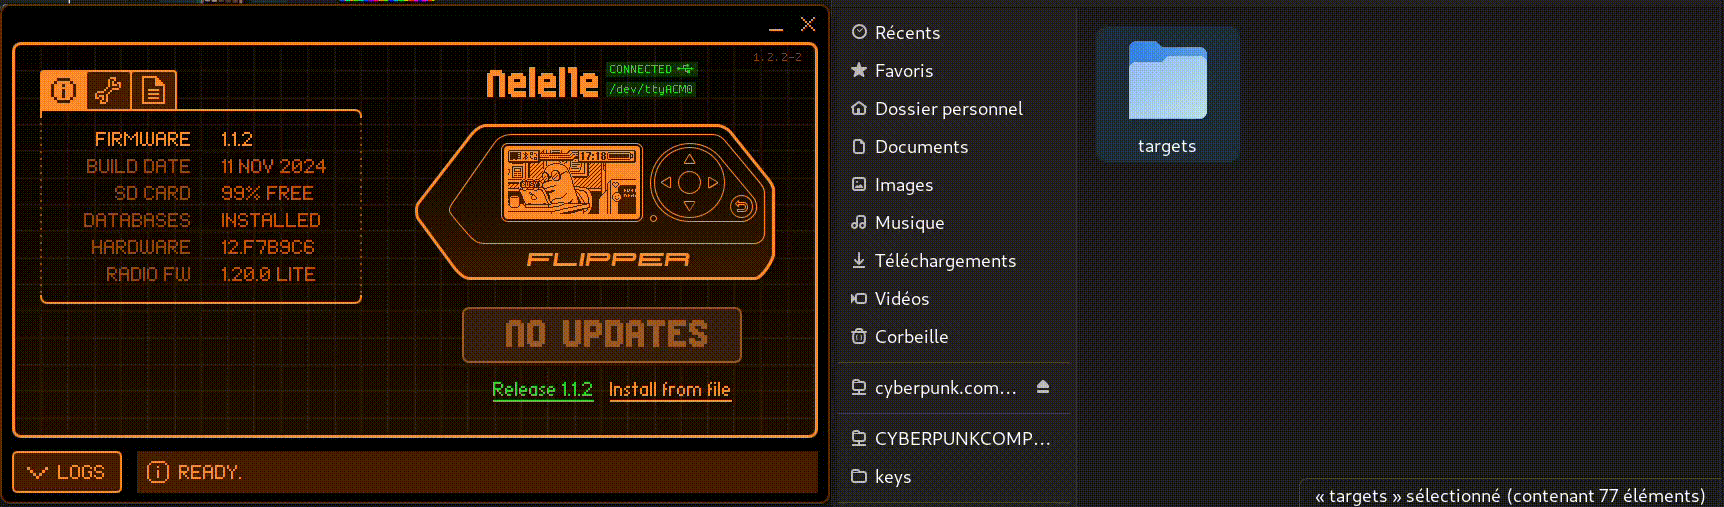 1.2.2-2
nelelle
CONNECTED
/dev/ttyACM0
FIRMWARE 1.1.2
BUILD DATE 11 NOV 2024
SD CARD 99% FREE
DATABASES INSTALLED
HARDWARE 12.F7B9C6
RADIO FW 1.20.0 LITE
17:18
FLIPPER
NO UPDATES
Release 1.1.2 Install from file
LOGS
READY.
Récents
Favoris
Dossier personnel
Documents
Images
Musique
Téléchargements
Vidéos
Corbeille
cyberpunk.com...
CYBERPUNKCOMP...
keys
targets
« targets » sélectionné (contenant 77 éléments)